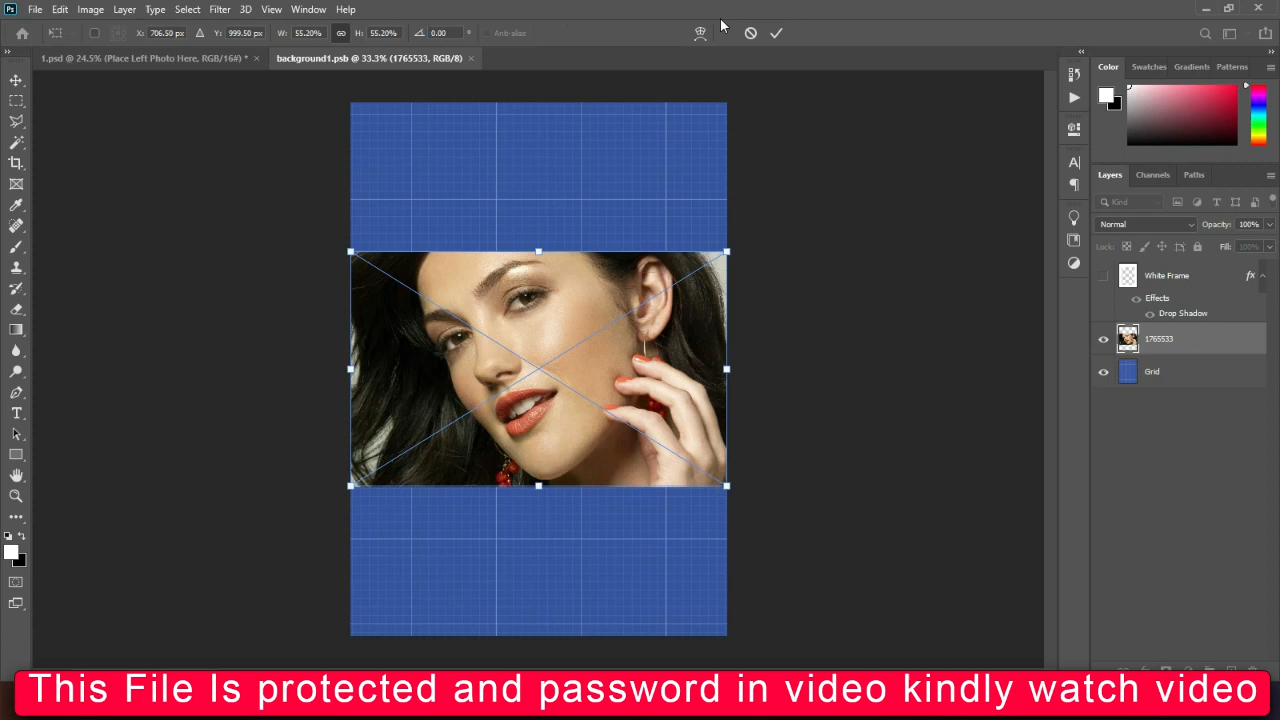 Ps File Edit Image Layer Type Select Filter 3D View Window Help
X: 706.50 px Y: 999.50 px W: 55.20% H: 55.20% 0.00 ° Anti-alias
1.psd @ 24.5% (Place Left Photo Here, RGB/16#) * × background1.psb @ 33.3% (1765533, RGB/8) ×
Color Swatches Gradients Patterns
Layers Channels Paths
Kind
Normal Opacity: 100%
Lock: Fill: 100%
White Frame fx
Effects
Drop Shadow
1765533
Grid
This File Is protected and password in video kindly watch video